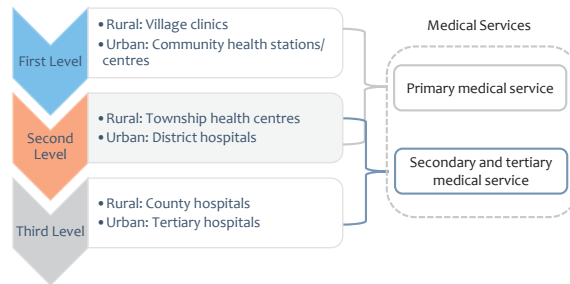 First Level
• Rural: Village clinics
• Urban: Community health stations/
centres
Second
Level
• Rural: Township health centres
• Urban: District hospitals
Third Level
• Rural: County hospitals
• Urban: Tertiary hospitals
Medical Services
Primary medical service
Secondary and tertiary
medical service